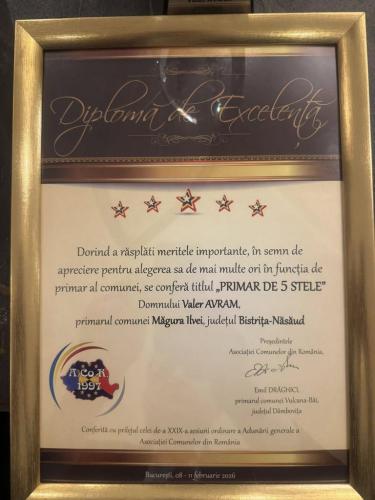 Diplomă de Excelență
Dorind a răsplăti meritele importante, în semn de
apreciere pentru alegerea sa de mai multe ori în funcția de
primar al comunei, se conferă titlul „PRIMAR DE 5 STELE”
Domnului Valer AVRAM,
primarul comunei Măgura Ilvei, județul Bistrița-Năsăud
Președintele
Asociației Comunelor din România,
Emil DRĂGHICI,
primarul comunei Vulcana-Băi,
județul Dâmbovița
A Co R
1997
Conferită cu prilejul celei de-a XXIX-a sesiuni ordinare a Adunării generale a
Asociației Comunelor din România
București, 08 - 11 februarie 2026